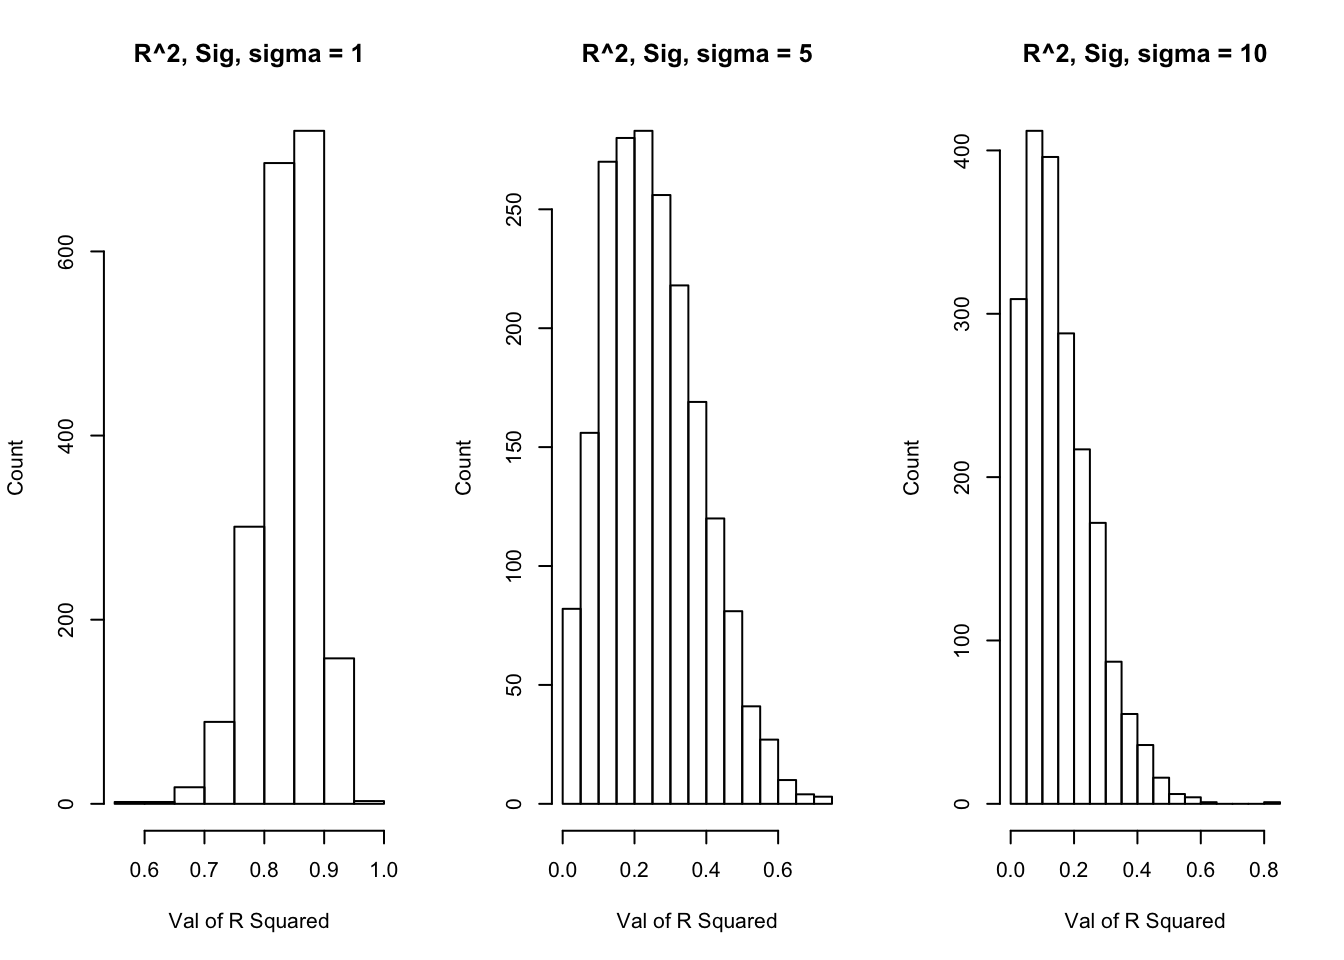 R^2, Sig, sigma = 1
Count
0
200
400
600
0.6 0.7 0.8 0.9 1.0
Val of R Squared
R^2, Sig, sigma = 5
Count
0
50
100
150
200
250
0.0 0.2 0.4 0.6
Val of R Squared
R^2, Sig, sigma = 10
Count
0
100
200
300
400
0.0 0.2 0.4 0.6 0.8
Val of R Squared